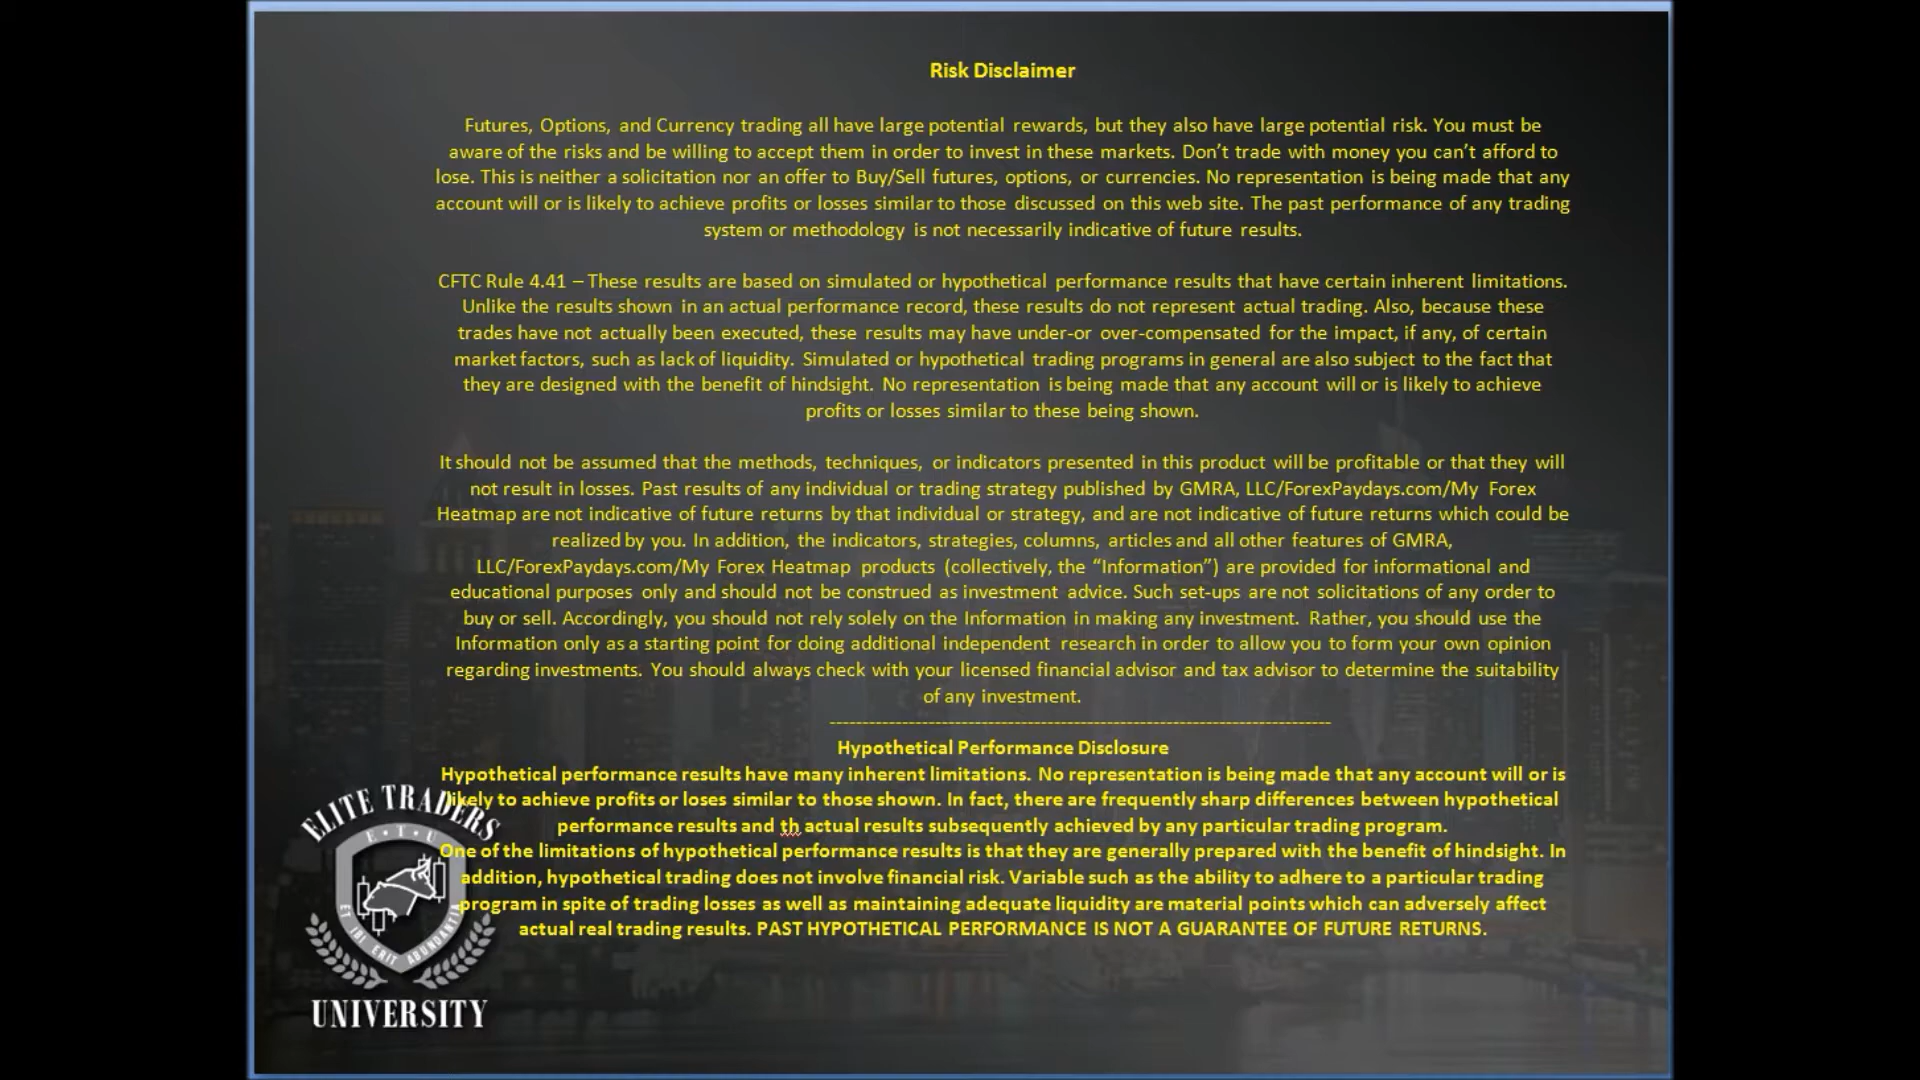 Risk Disclaimer
Futures, Options, and Currency trading all have large potential rewards, but they also have large potential risk. You must be
aware of the risks and be willing to accept them in order to invest in these markets. Don’t trade with money you can’t afford to
lose. This is neither a solicitation nor an offer to Buy/Sell futures, options, or currencies. No representation is being made that any
account will or is likely to achieve profits or losses similar to those discussed on this web site. The past performance of any trading
system or methodology is not necessarily indicative of future results.
CFTC Rule 4.41 – These results are based on simulated or hypothetical performance results that have certain inherent limitations.
Unlike the results shown in an actual performance record, these results do not represent actual trading. Also, because these
trades have not actually been executed, these results may have under-or over-compensated for the impact, if any, of certain
market factors, such as lack of liquidity. Simulated or hypothetical trading programs in general are also subject to the fact that
they are designed with the benefit of hindsight. No representation is being made that any account will or is likely to achieve
profits or losses similar to these being shown.
It should not be assumed that the methods, techniques, or indicators presented in this product will be profitable or that they will
not result in losses. Past results of any individual or trading strategy published by GMRA, LLC/ForexPaydays.com/My Forex
Heatmap are not indicative of future returns by that individual or strategy, and are not indicative of future returns which could be
realized by you. In addition, the indicators, strategies, columns, articles and all other features of GMRA,
LLC/ForexPaydays.com/My Forex Heatmap products (collectively, the “Information”) are provided for informational and
educational purposes only and should not be construed as investment advice. Such set-ups are not solicitations of any order to
buy or sell. Accordingly, you should not rely solely on the Information in making any investment. Rather, you should use the
Information only as a starting point for doing additional independent research in order to allow you to form your own opinion
regarding investments. You should always check with your licensed financial advisor and tax advisor to determine the suitability
of any investment.
Hypothetical Performance Disclosure
Hypothetical performance results have many inherent limitations. No representation is being made that any account will or is
likely to achieve profits or loses similar to those shown. In fact, there are frequently sharp differences between hypothetical
performance results and th actual results subsequently achieved by any particular trading program.
One of the limitations of hypothetical performance results is that they are generally prepared with the benefit of hindsight. In
addition, hypothetical trading does not involve financial risk. Variable such as the ability to adhere to a particular trading
program in spite of trading losses as well as maintaining adequate liquidity are material points which can adversely affect
actual real trading results. PAST HYPOTHETICAL PERFORMANCE IS NOT A GUARANTEE OF FUTURE RETURNS.
ELITE TRADERS
E • T • U
ET IBI ERIT ABUNDANTIA
UNIVERSITY